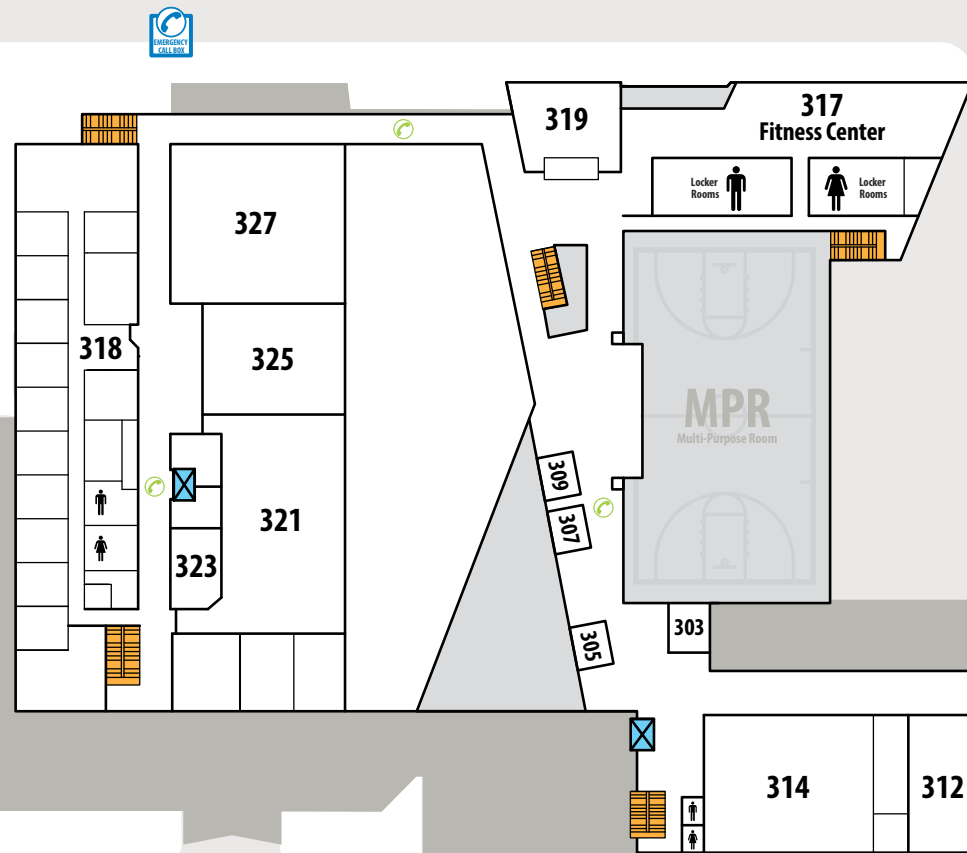 EMERGENCY
CALL BOX
319
317
Fitness Center
Locker
Rooms
Locker
Rooms
327
325
318
MPR
Multi-Purpose Room
309
307
321
323
305
303
314
312